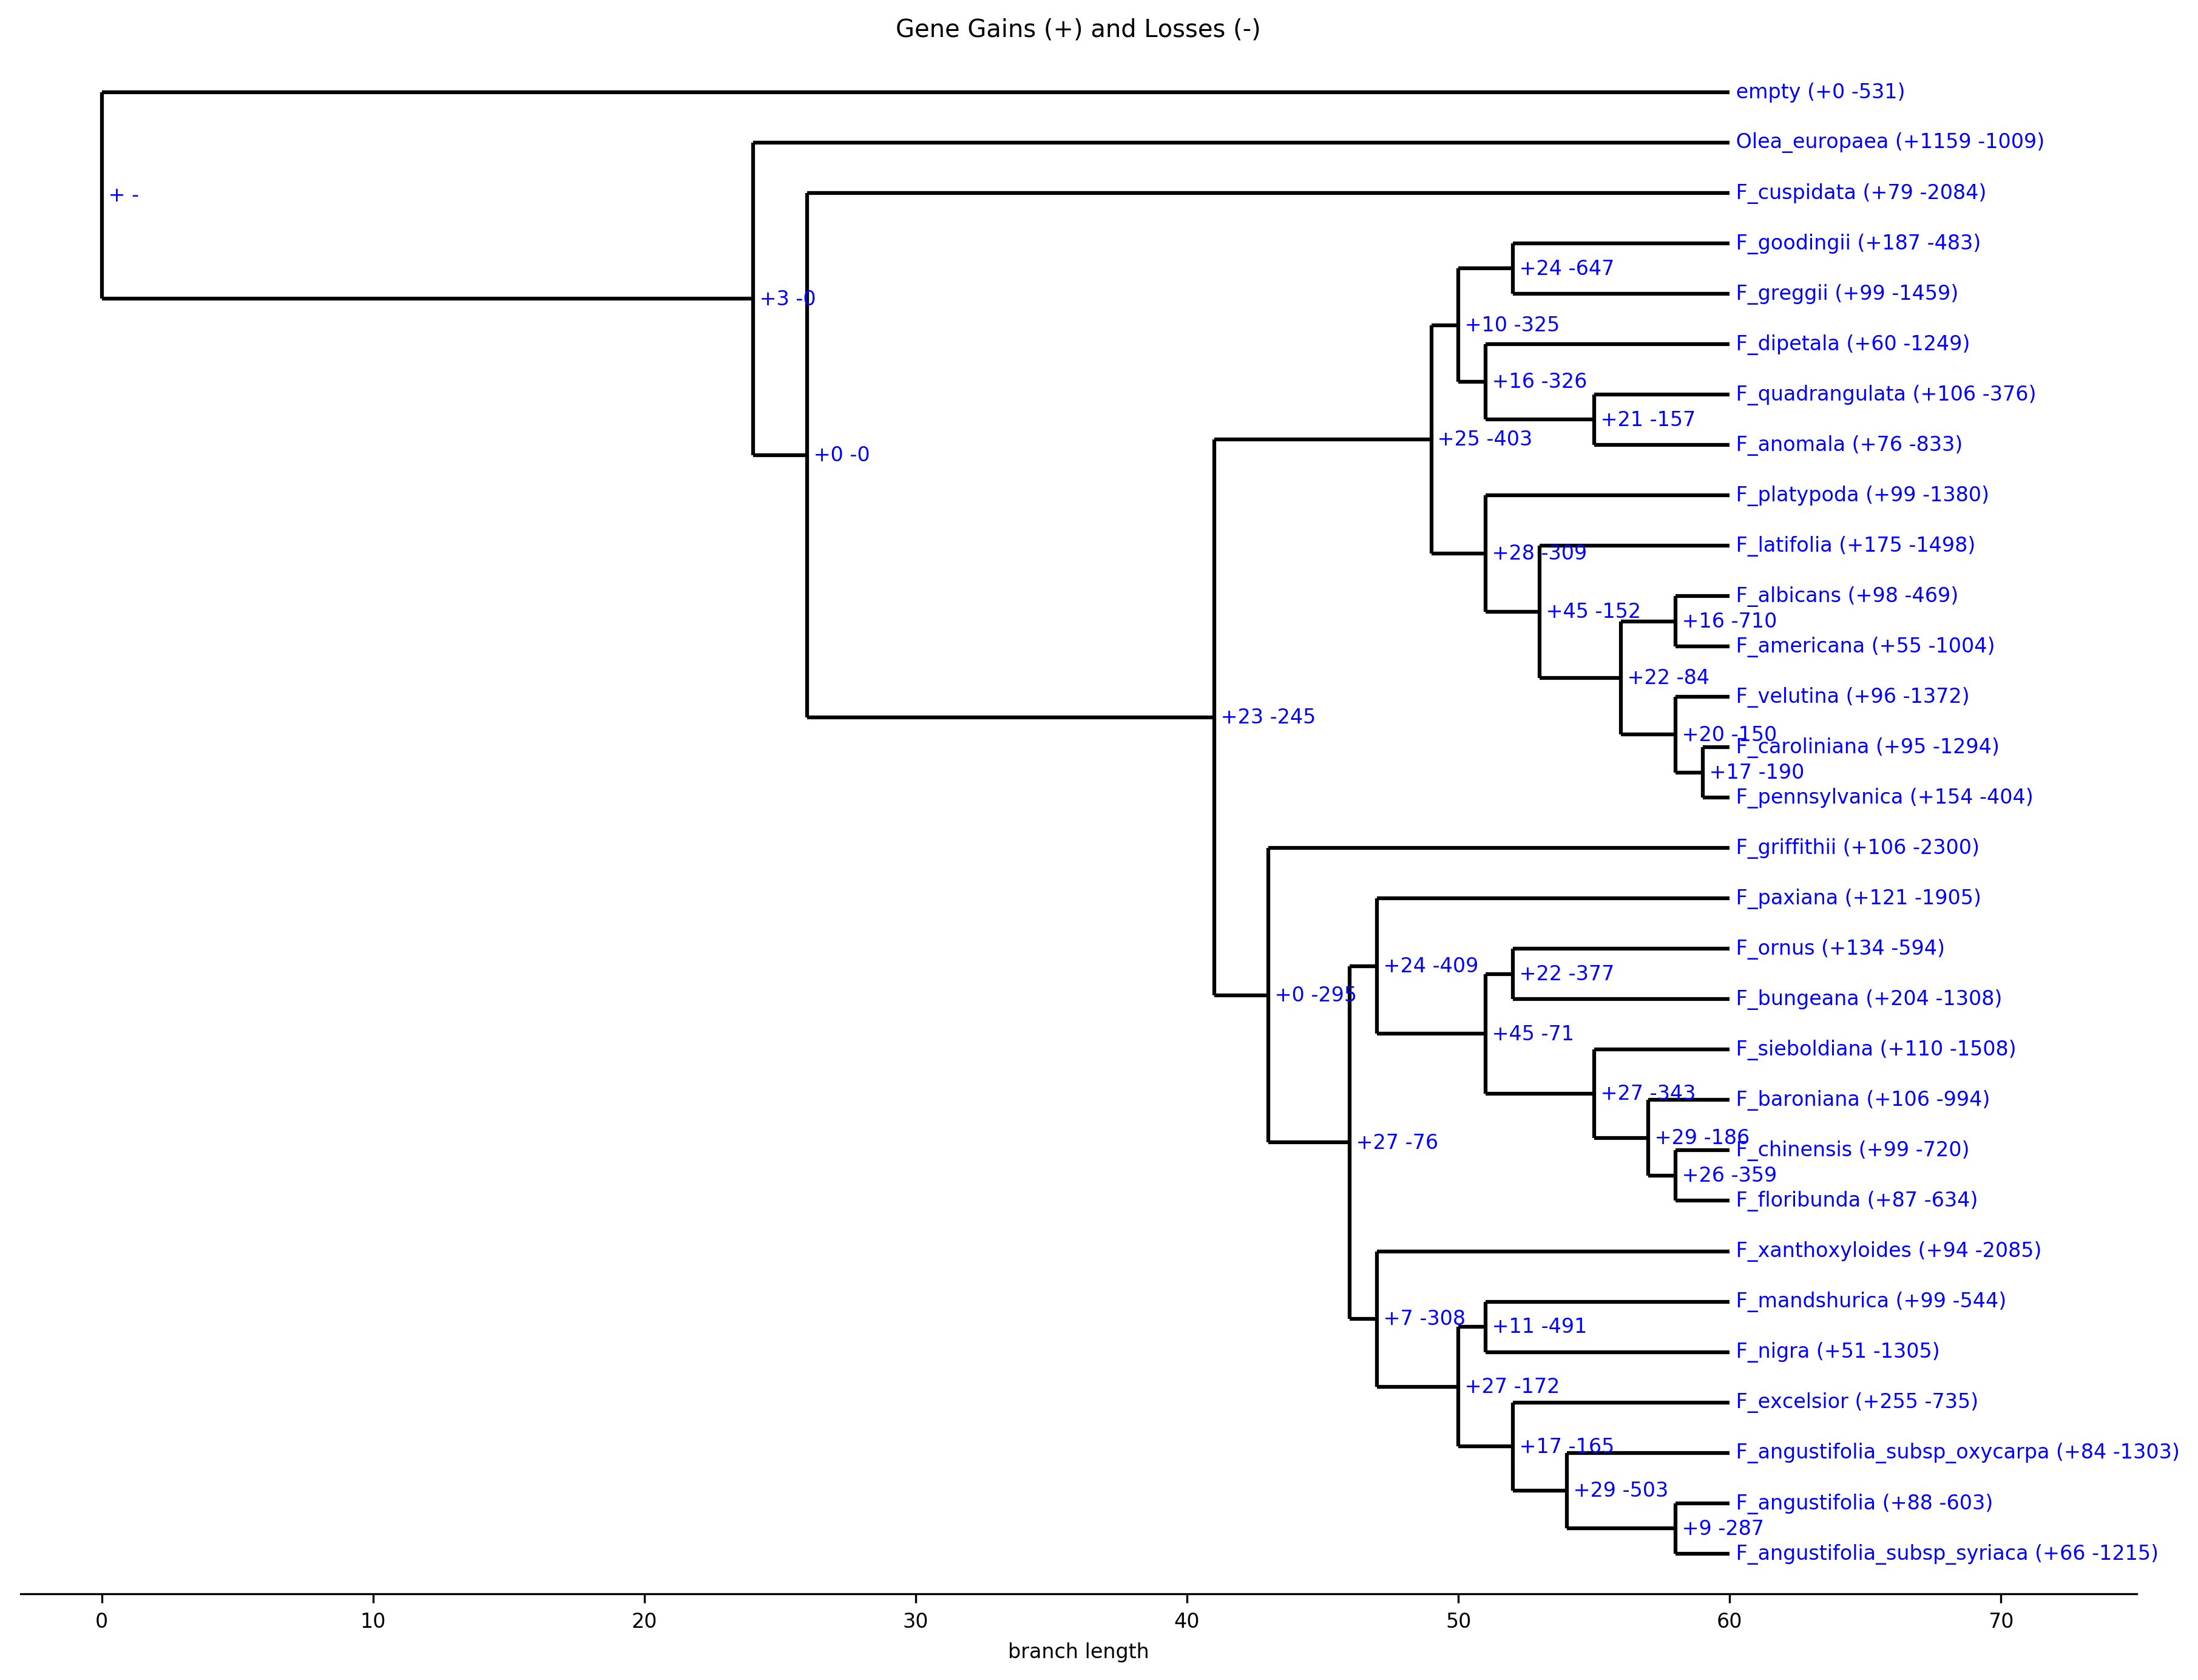 Gene Gains (+) and Losses (-)
empty (+0 -531)
Olea_europaea (+1159 -1009)
F_cuspidata (+79 -2084)
+ -
F_goodingii (+187 -483)
+24 -647
F_greggii (+99 -1459)
+3 -0
+10 -325
F_dipetala (+60 -1249)
+16 -326
F_quadrangulata (+106 -376)
+21 -157
+25 -403
F_anomala (+76 -833)
+0 -0
F_platypoda (+99 -1380)
F_latifolia (+175 -1498)
+28 -309
F_albicans (+98 -469)
+45 -152
+16 -710
F_americana (+55 -1004)
+22 -84
F_velutina (+96 -1372)
+23 -245
+20 -150
F_caroliniana (+95 -1294)
+17 -190
F_pennsylvanica (+154 -404)
F_griffithii (+106 -2300)
F_paxiana (+121 -1905)
F_ornus (+134 -594)
+24 -409
+22 -377
+0 -295
F_bungeana (+204 -1308)
+45 -71
F_sieboldiana (+110 -1508)
+27 -343
F_baroniana (+106 -994)
+29 -186
+27 -76
F_chinensis (+99 -720)
+26 -359
F_floribunda (+87 -634)
F_xanthoxyloides (+94 -2085)
F_mandshurica (+99 -544)
+7 -308
+11 -491
F_nigra (+51 -1305)
+27 -172
F_excelsior (+255 -735)
+17 -165
F_angustifolia_subsp_oxycarpa (+84 -1303)
+29 -503
F_angustifolia (+88 -603)
+9 -287
F_angustifolia_subsp_syriaca (+66 -1215)
0 10 20 30 40 50 60 70
branch length